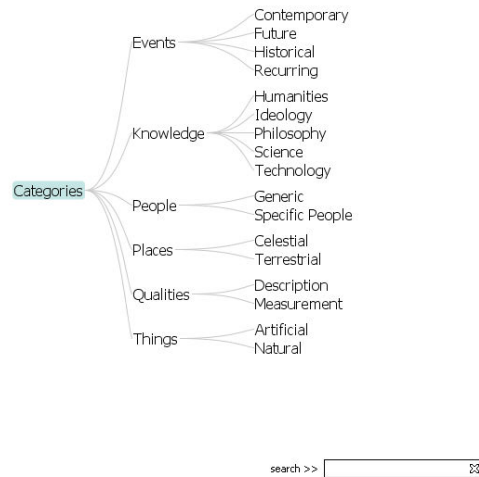 Categories
Events
Contemporary
Future
Historical
Recurring
Knowledge
Humanities
Ideology
Philosophy
Science
Technology
People
Generic
Specific People
Places
Celestial
Terrestrial
Qualities
Description
Measurement
Things
Artificial
Natural
search >>